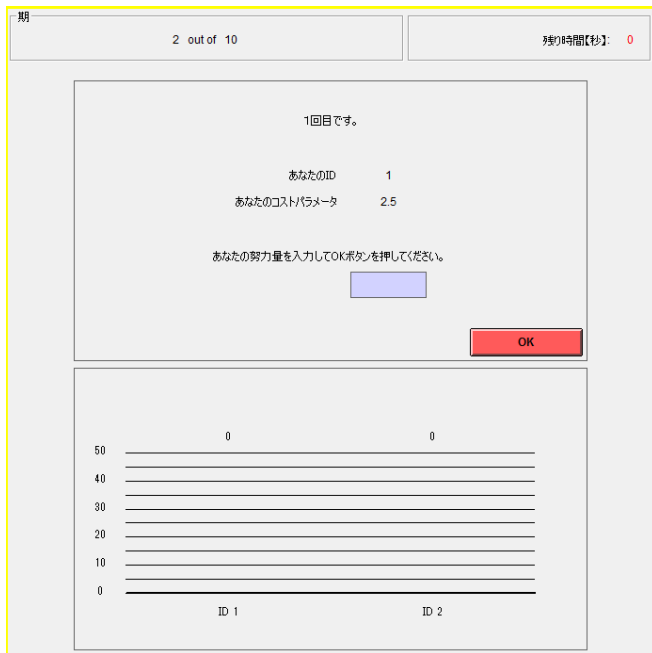 期
2 out of 10
残り時間【秒】: 0
1回目です。
あなたのID 1
あなたのコストパラメータ 2.5
あなたの努力量を入力してOKボタンを押してください。
OK
0 0
50
40
30
20
10
0
ID 1 ID 2